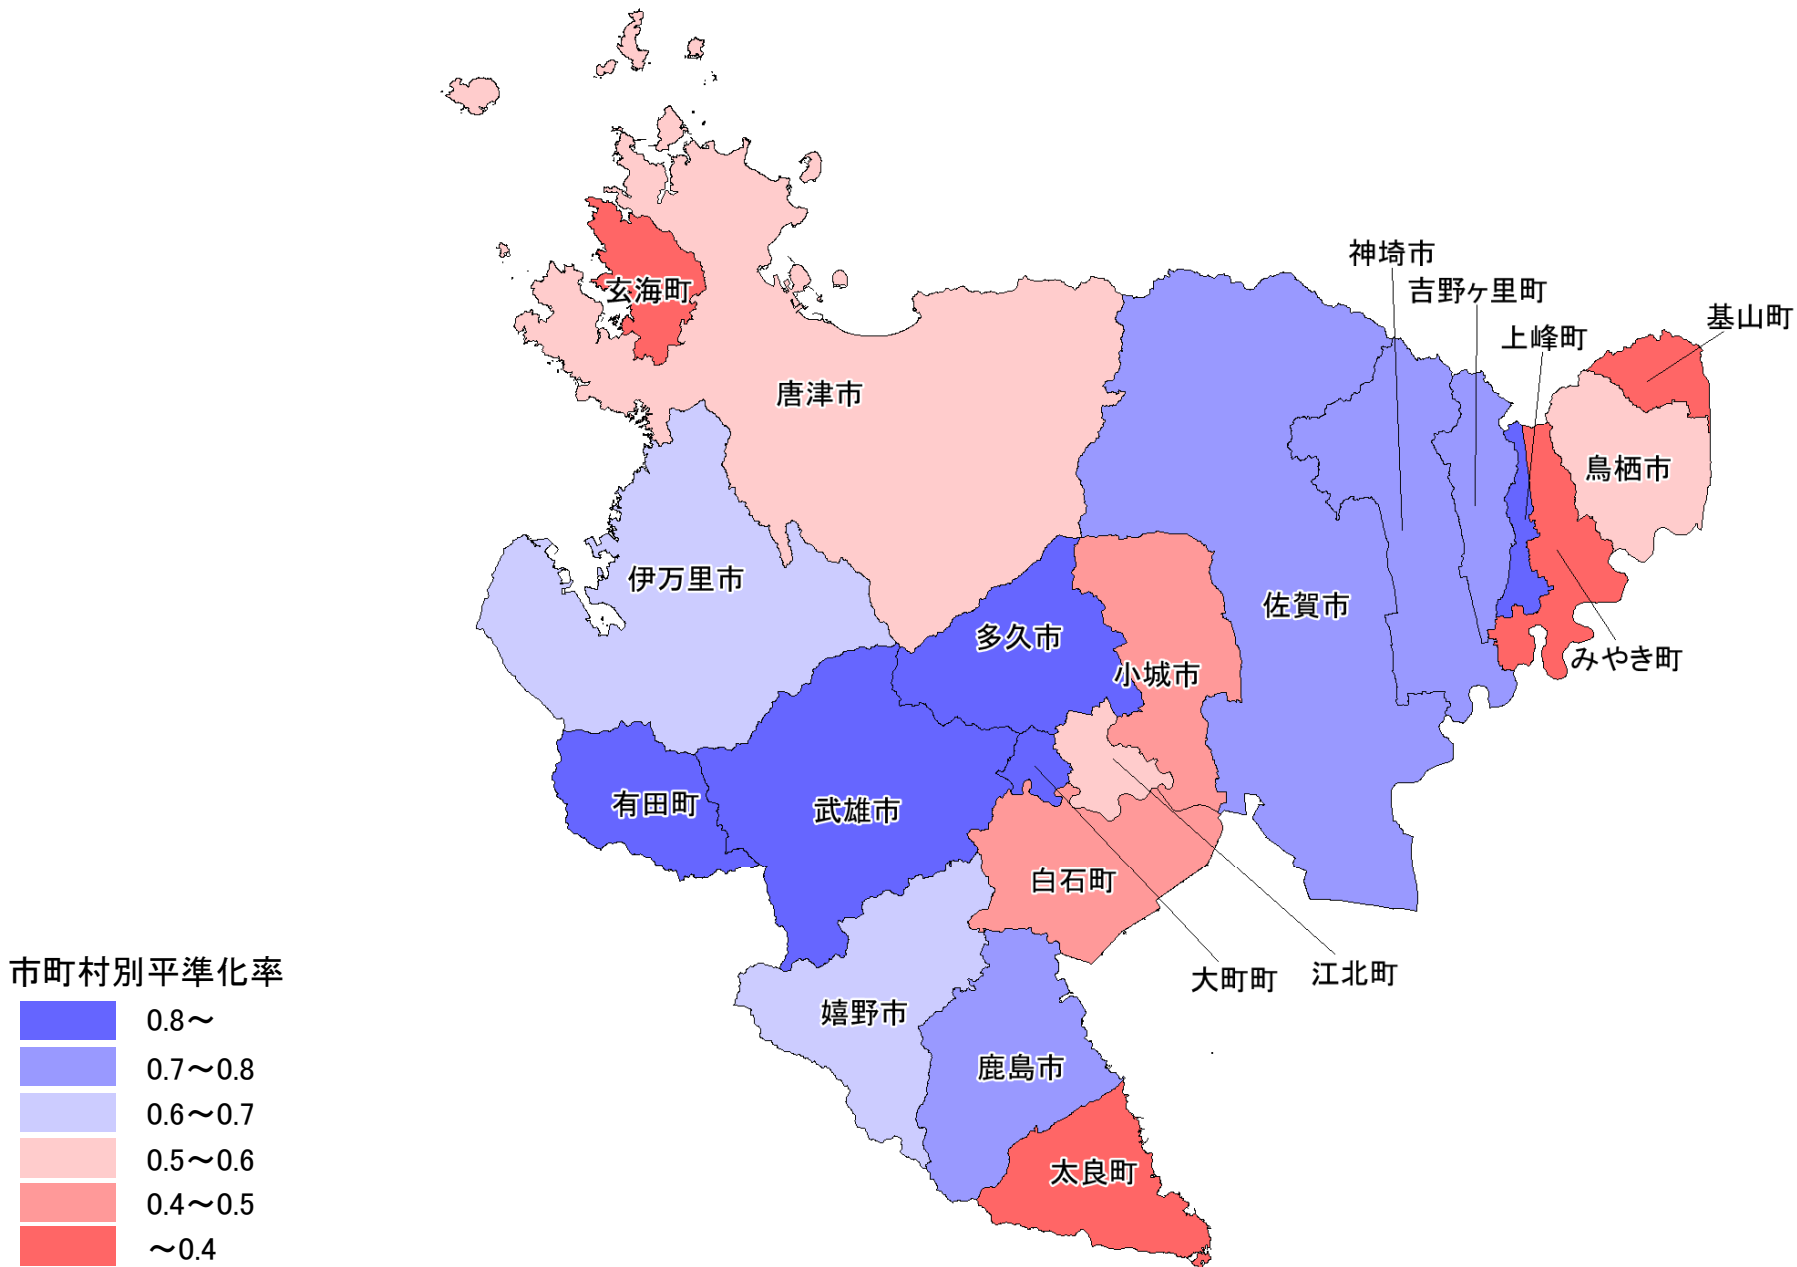 神埼市
吉野ヶ里町
基山町
上峰町
玄海町
唐津市
鳥栖市
伊万里市
佐賀市
多久市
小城市
みやき町
有田町
武雄市
白石町
大町町
江北町
嬉野市
鹿島市
太良町
市町村別平準化率
0.8～
0.7～0.8
0.6～0.7
0.5～0.6
0.4～0.5
～0.4